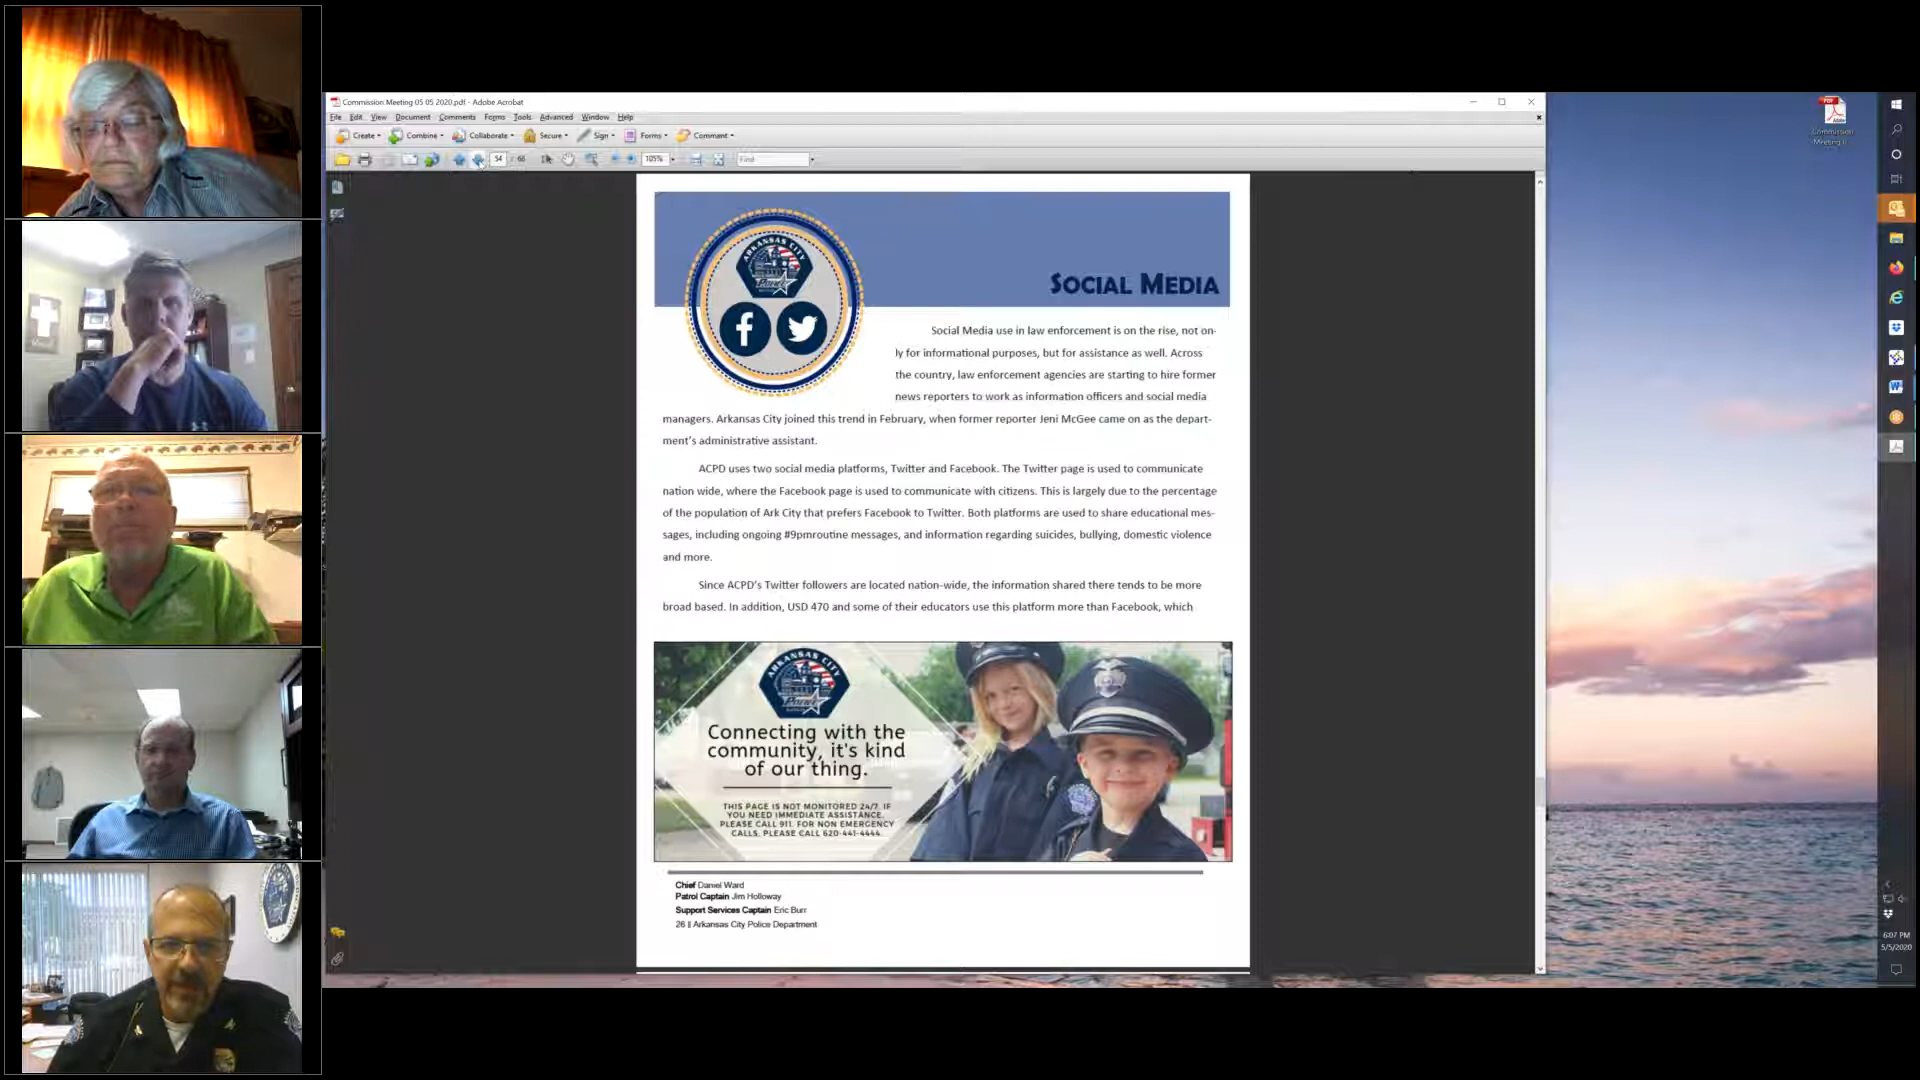 Commission Meeting 05 05 2020.pdf - Adobe Acrobat
File Edit View Document Comments Forms Tools Advanced Window Help
Create Combine Collaborate Secure Sign Forms Comment
54 / 66 105% Find
Commission
Meeting
ARKANSAS CITY
SOCIAL MEDIA
Social Media use in law enforcement is on the rise, not on-
ly for informational purposes, but for assistance as well. Across
the country, law enforcement agencies are starting to hire former
news reporters to work as information officers and social media
managers. Arkansas City joined this trend in February, when former reporter Jeni McGee came on as the depart-
ment's administrative assistant.
ACPD uses two social media platforms, Twitter and Facebook. The Twitter page is used to communicate
nation wide, where the Facebook page is used to communicate with citizens. This is largely due to the percentage
of the population of Ark City that prefers Facebook to Twitter. Both platforms are used to share educational mes-
sages, including ongoing #9pmroutine messages, and information regarding suicides, bullying, domestic violence
and more.
Since ACPD's Twitter followers are located nation-wide, the information shared there tends to be more
broad based. In addition, USD 470 and some of their educators use this platform more than Facebook, which
ARKANSAS CITY
POLICE
Connecting with the
community, it's kind
of our thing.
THIS PAGE IS NOT MONITORED 24/7. IF
YOU NEED IMMEDIATE ASSISTANCE,
PLEASE CALL 911. FOR NON EMERGENCY
CALLS, PLEASE CALL 620-441-4444.
Chief Daniel Ward
Patrol Captain Jim Holloway
Support Services Captain Eric Burr
26 || Arkansas City Police Department
6:07 PM
5/5/2020